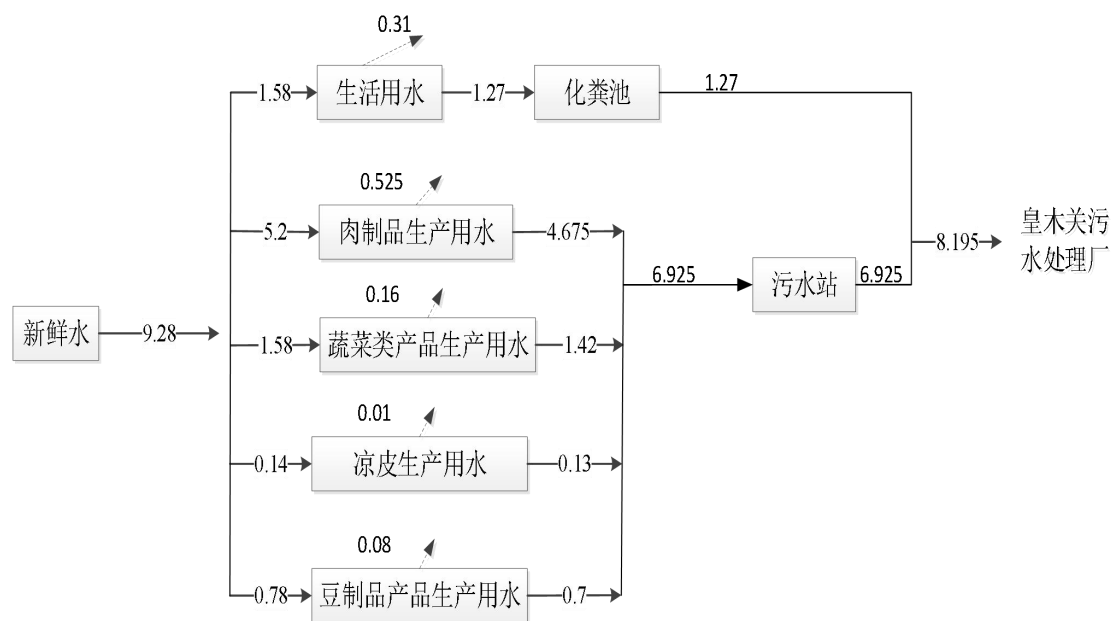 0.31
1.58
生活用水
1.27
化粪池
1.27
0.525
5.2
肉制品生产用水
4.675
皇木关污
水处理厂
8.195
6.925
污水站
6.925
0.16
新鲜水
9.28
1.58
蔬菜类产品生产用水
1.42
0.01
0.14
凉皮生产用水
0.13
0.08
0.78
豆制品产品生产用水
0.7